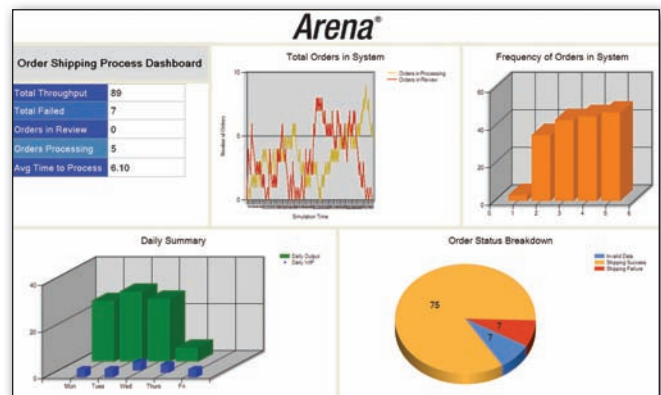 Arena®
Order Shipping Process Dashboard
Total Throughput 89
Total Failed 7
Orders in Review 0
Orders Processing 5
Avg Time to Process 6.10
Total Orders in System
10
5
0
Number of Orders
Simulation Time
Orders in Processing
Orders in Review
Frequency of Orders in System
60
40
20
0
0 1 2 3 4 5 6
Daily Summary
40
20
0
Mon Tues Wed Thurs Fri
Daily Output
Daily WIP
Order Status Breakdown
75
7
7
Invalid Data
Shipping Success
Shipping Failure